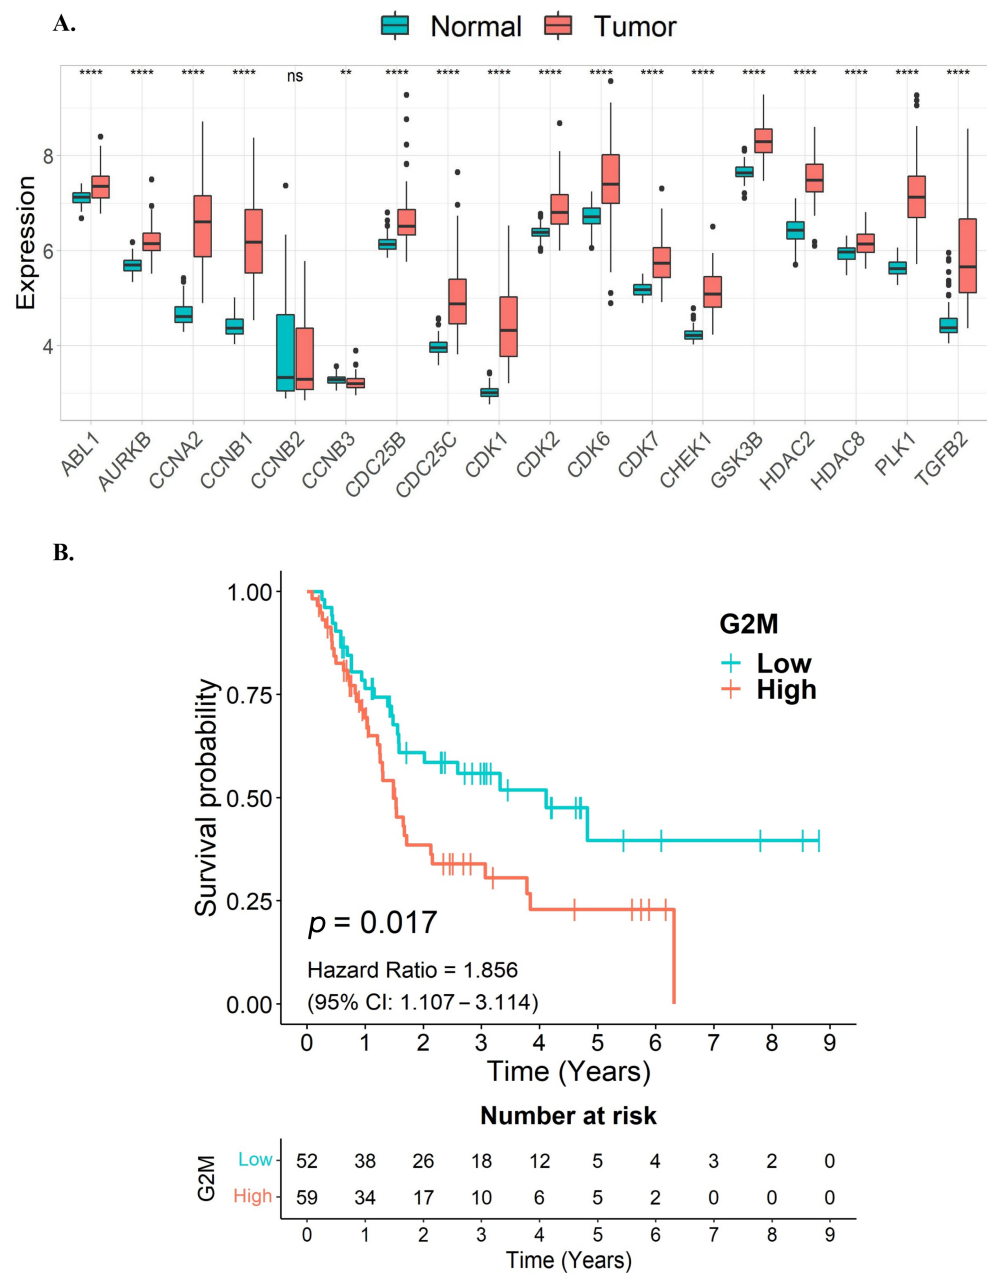 A.
Normal Tumor
**** **** **** **** ns ** **** **** **** **** **** **** **** **** **** **** **** ****
Expression
8
6
4
ABL1 AURKB CCNA2 CCNB1 CCNB2 CCNB3 CDC25B CDC25C CDK1 CDK2 CDK6 CDK7 CHEK1 GSK3B HDAC2 HDAC8 PLK1 TGFB2
B.
Survival probability
1.00
0.75
0.50
0.25
0.00
G2M
Low
High
p = 0.017
Hazard Ratio = 1.856
(95% CI: 1.107 – 3.114)
0 1 2 3 4 5 6 7 8 9
Time (Years)
Number at risk
G2M
Low 52 38 26 18 12 5 4 3 2 0
High 59 34 17 10 6 5 2 0 0 0
0 1 2 3 4 5 6 7 8 9
Time (Years)